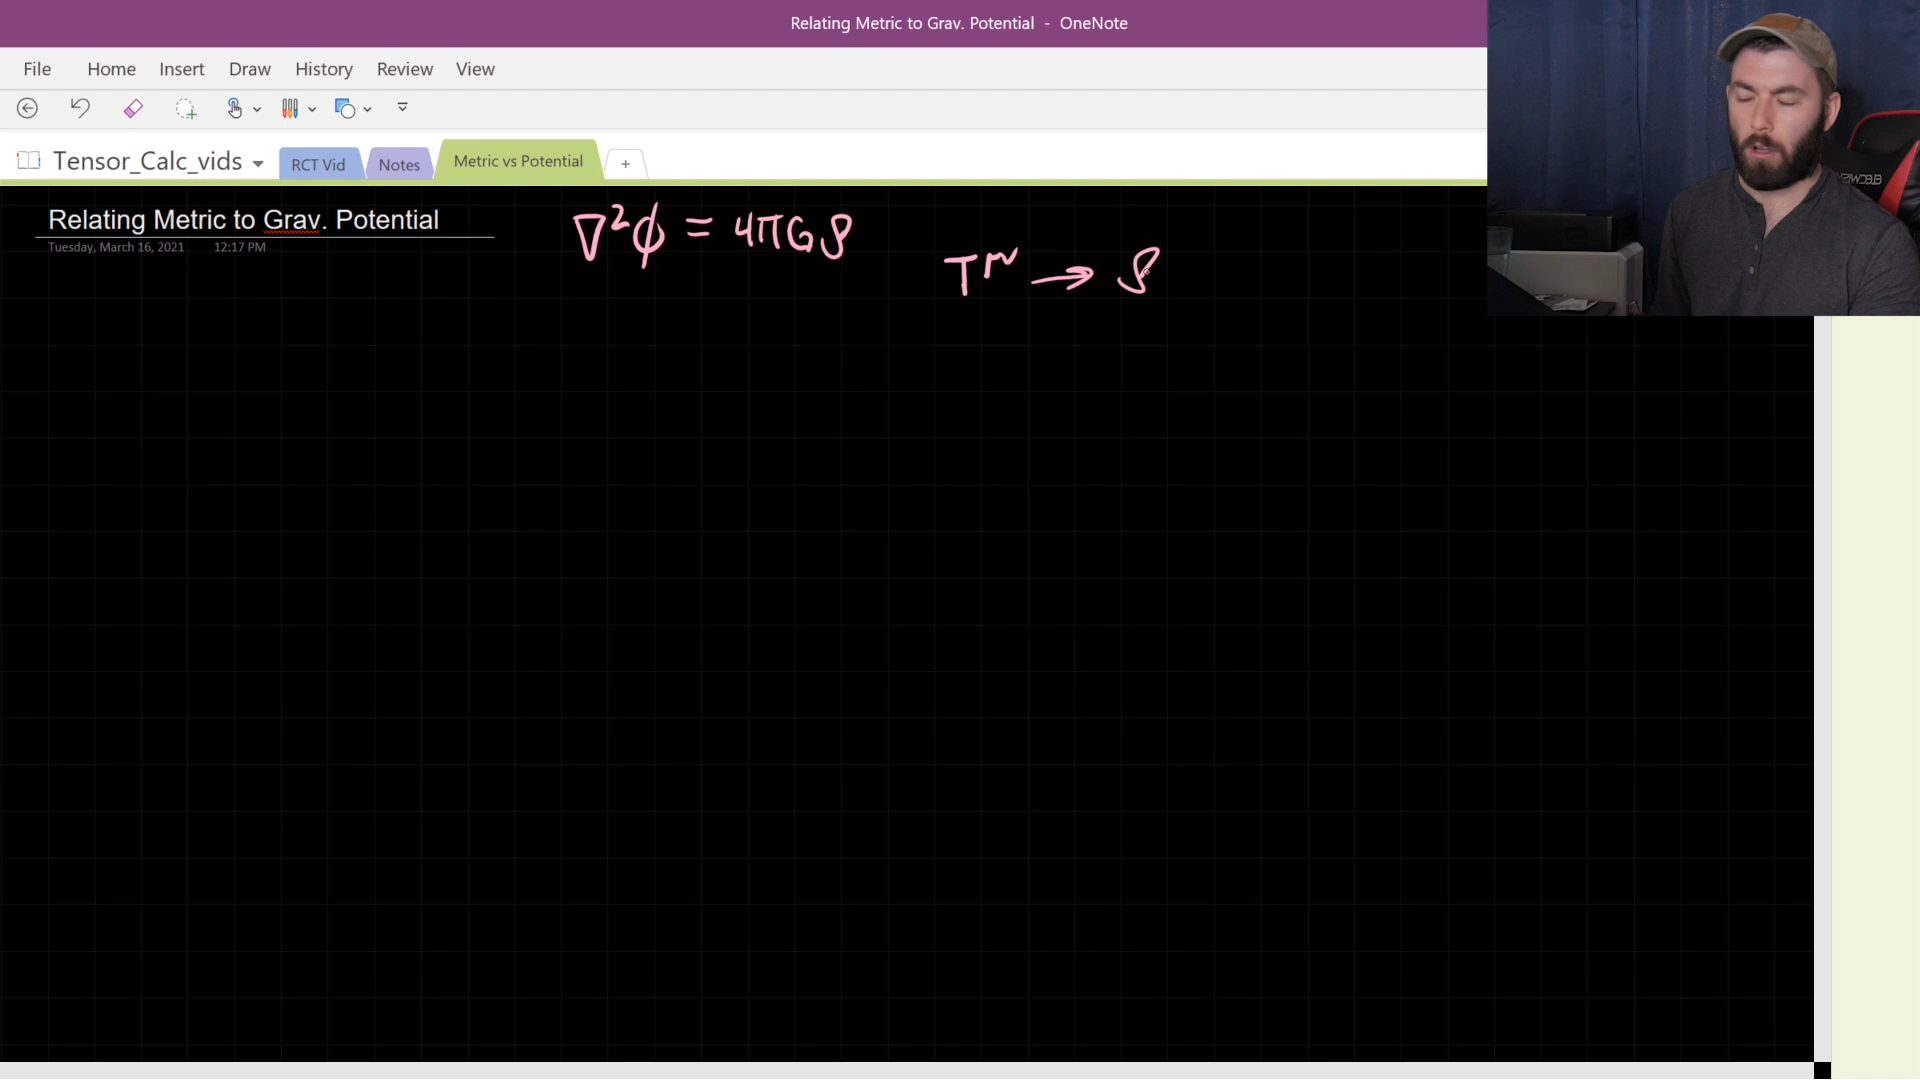 Relating Metric to Grav. Potential - OneNote
File Home Insert Draw History Review View
Tensor_Calc_vids RCT Vid Notes Metric vs Potential +
Relating Metric to Grav. Potential
Tuesday, March 16, 2021 12:17 PM
∇²ϕ = 4πGρ
T^μν → ρ